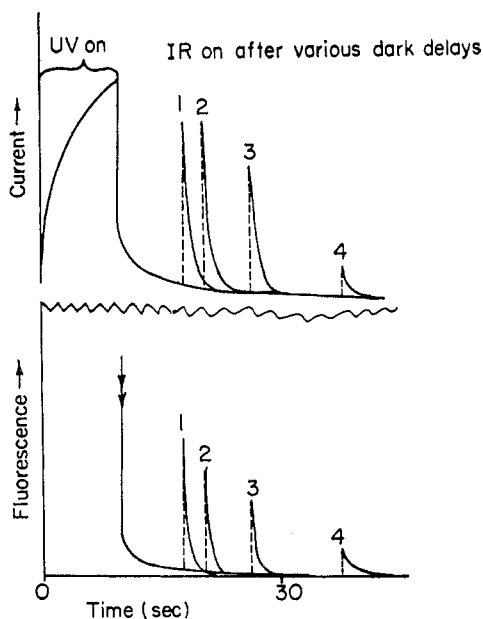 UV on
IR on after various dark delays
1
2
3
4
Current →
1
2
3
4
Fluorescence →
0
30
Time (sec)